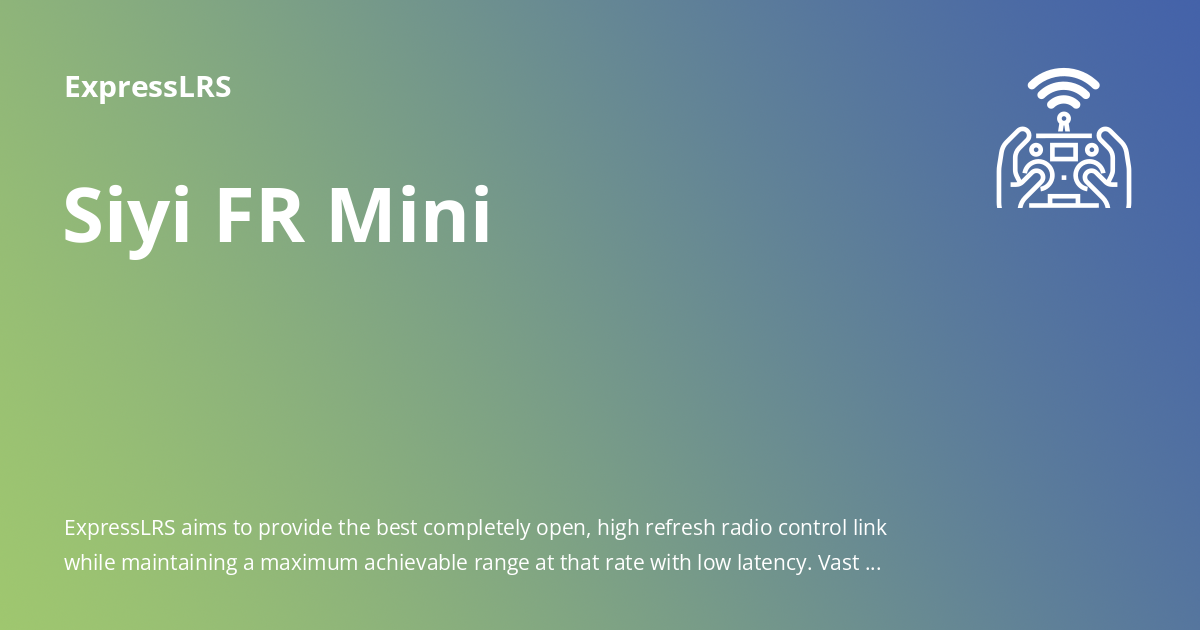 ExpressLRS
Siyi FR Mini
ExpressLRS aims to provide the best completely open, high refresh radio control link
while maintaining a maximum achievable range at that rate with low latency. Vast ...